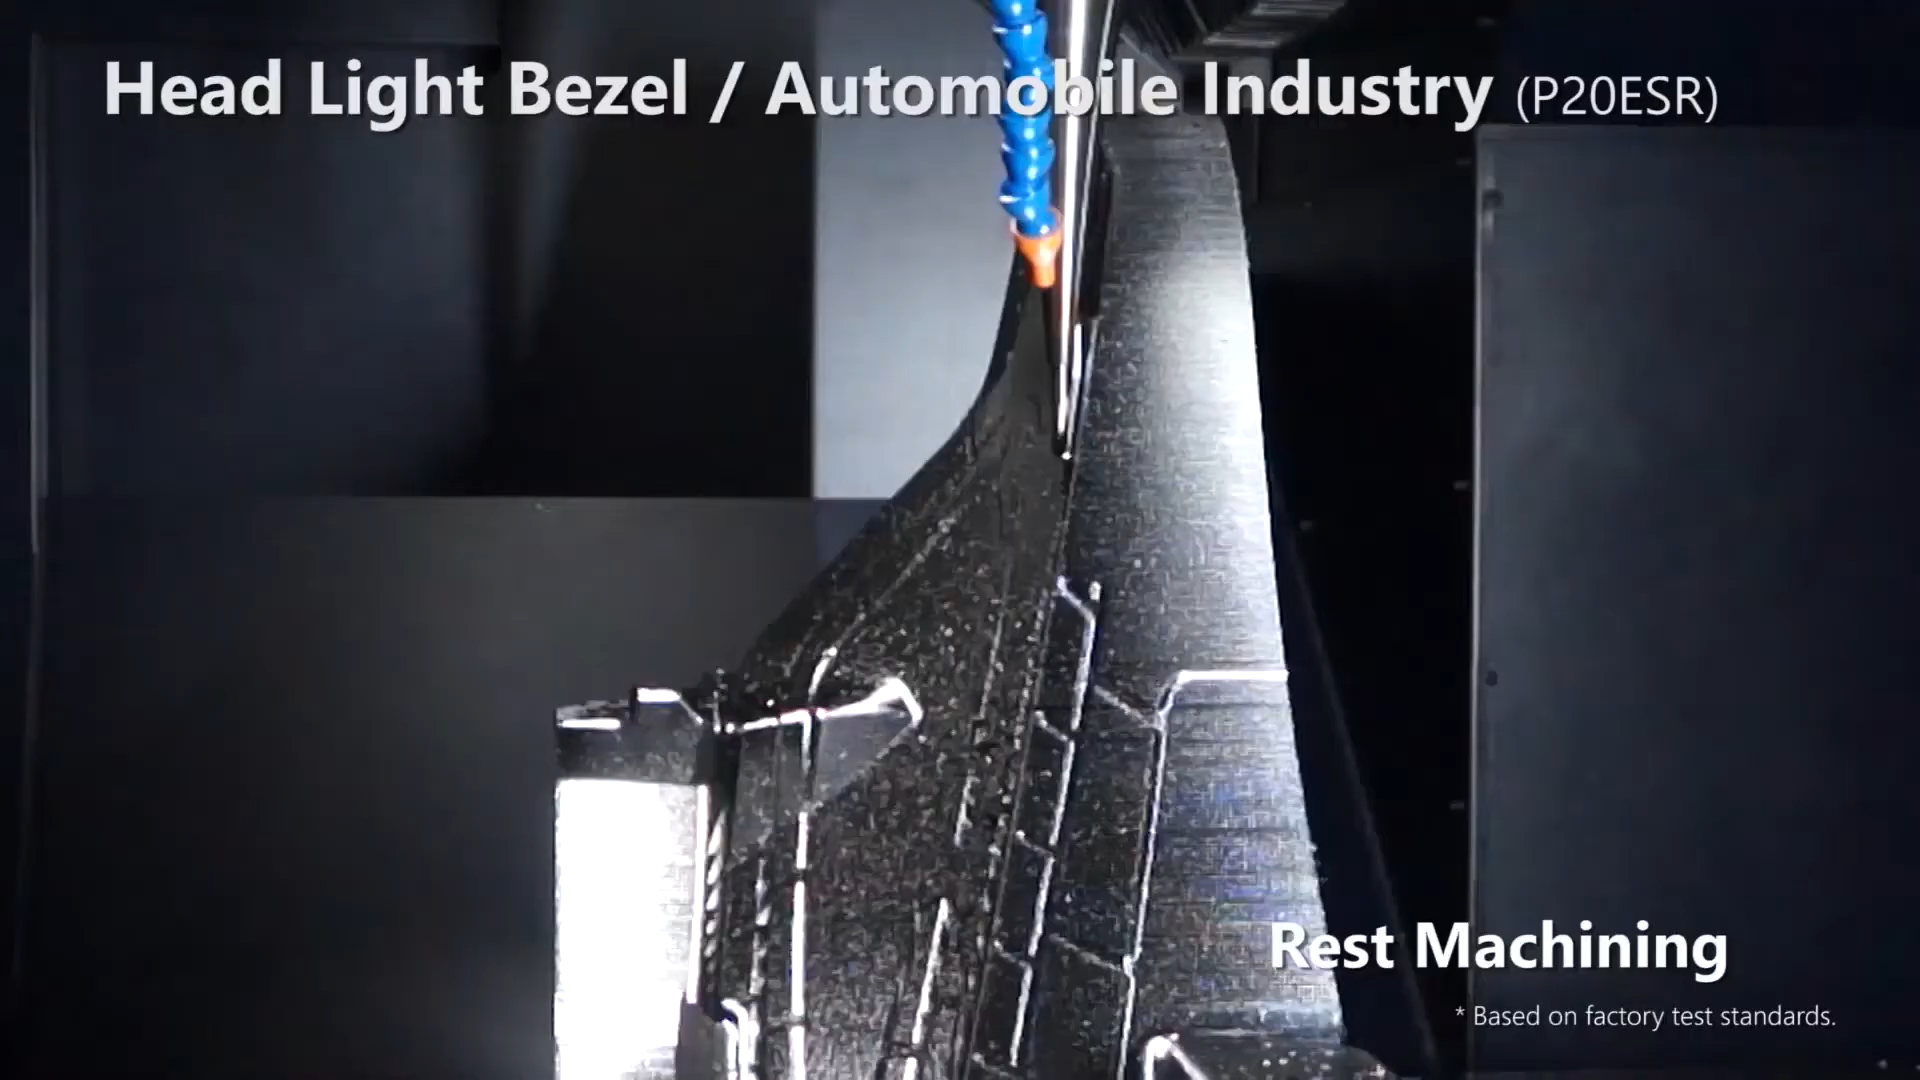 Head Light Bezel / Automobile Industry (P20ESR)
Rest Machining
* Based on factory test standards.